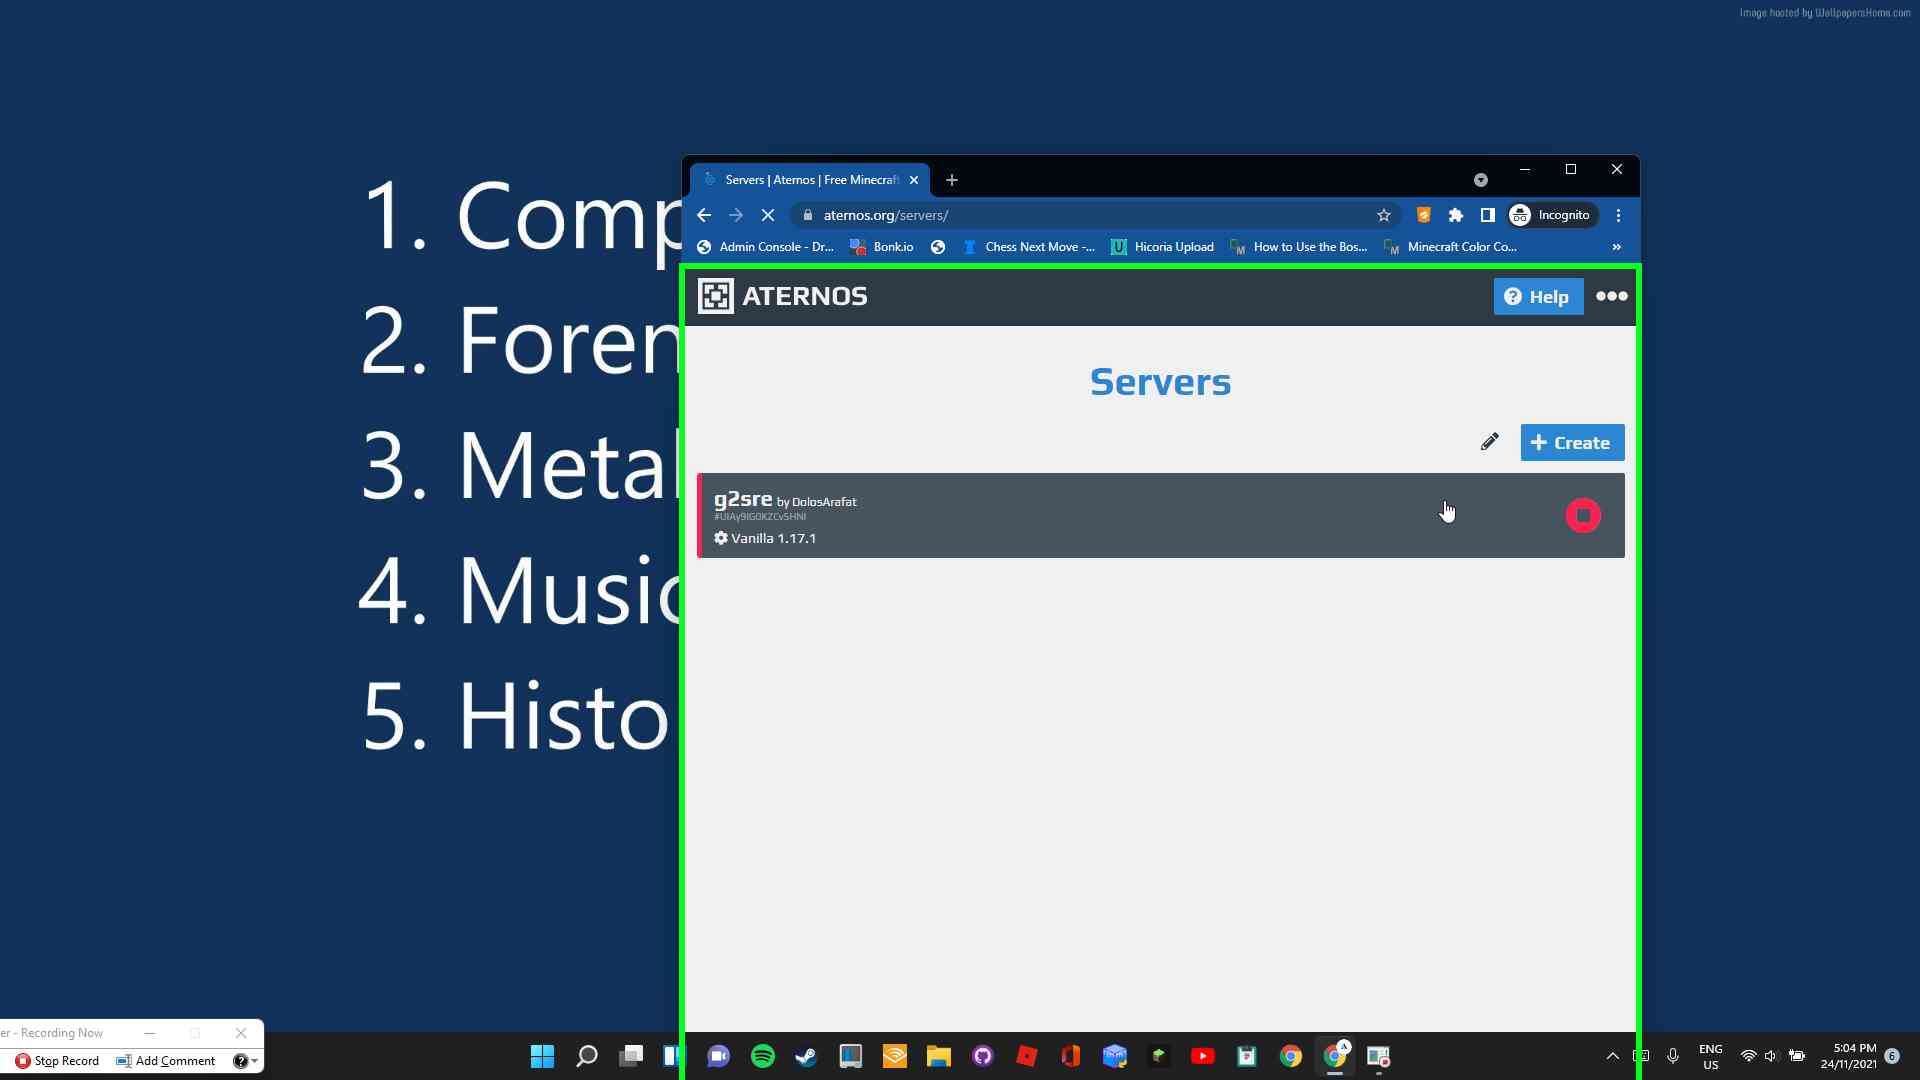 Image hosted by WallpapersHome.com
1. Comp
2. Foren
3. Metal
4. Music
5. Histo
Servers | Aternos | Free Minecraft
aternos.org/servers/
Incognito
Admin Console - Dr...
Bonk.io
Chess Next Move -...
Hicoria Upload
How to Use the Bos...
Minecraft Color Co...
»
ATERNOS
Help
Servers
Create
g2sre by DolosArafat
Vanilla 1.17.1
er - Recording Now
Stop Record
Add Comment
ENG
US
5:04 PM
24/11/2021
6